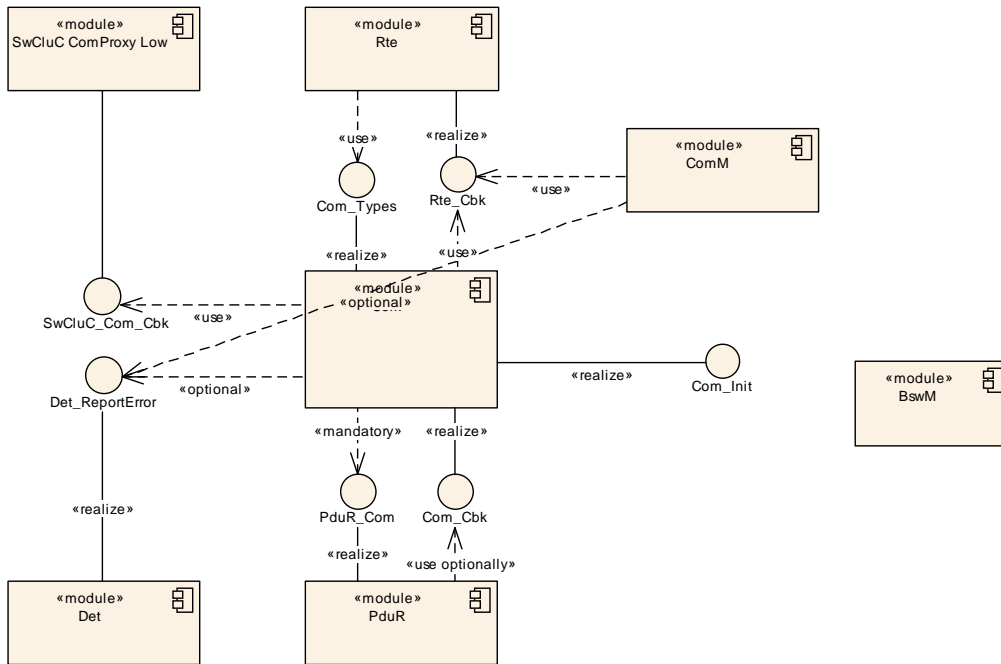 «module»
SwCluC ComProxy Low
«module»
Rte
«module»
ComM
«use»
«realize»
«use»
Com_Types
Rte_Cbk
«realize»
«use»
«module»
«optional»
SwCluC_Com_Cbk
«use»
Det_ReportError
«optional»
«realize»
Com_Init
«module»
BswM
«mandatory»
«realize»
«realize»
PduR_Com
Com_Cbk
«realize»
«use optionally»
«module»
Det
«module»
PduR